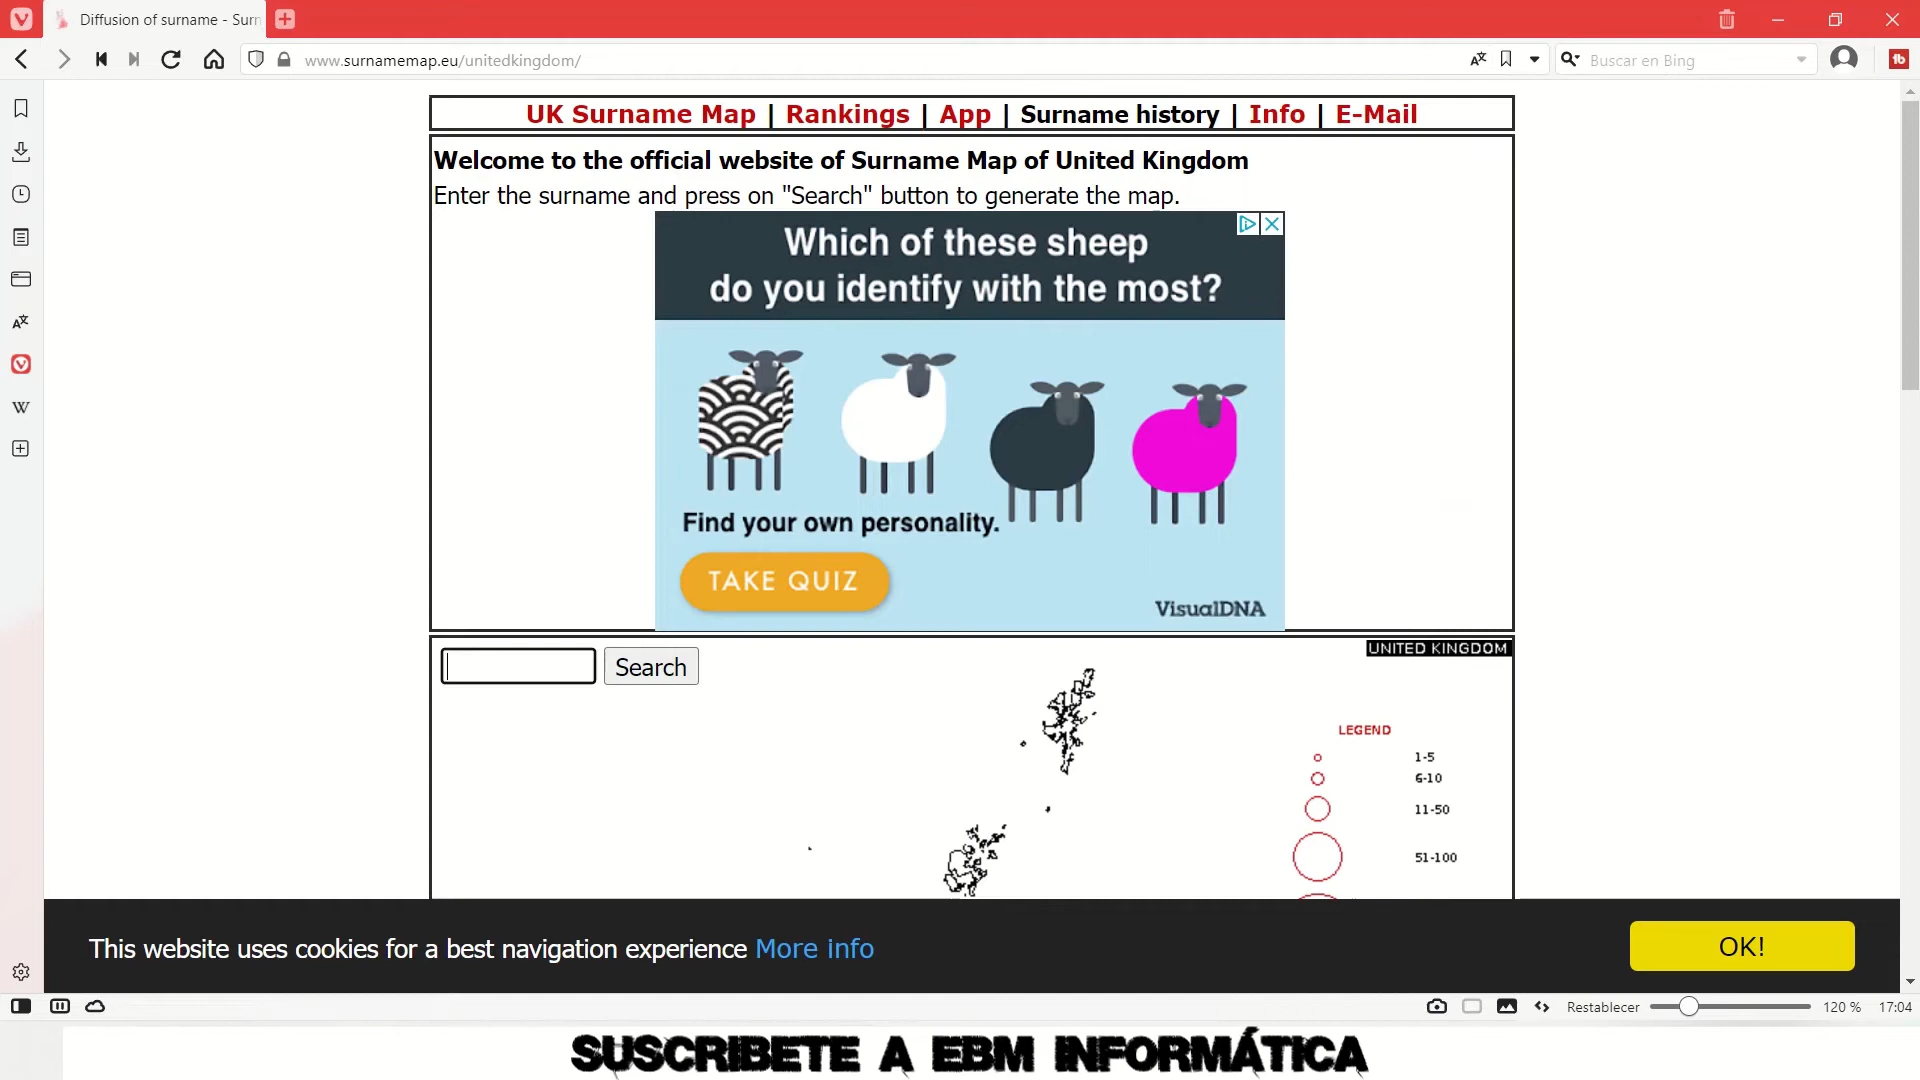 Diffusion of surname - Surn
www.surnamemap.eu/unitedkingdom/
Buscar en Bing
UK Surname Map | Rankings | App | Surname history | Info | E-Mail
Welcome to the official website of Surname Map of United Kingdom
Enter the surname and press on "Search" button to generate the map.
Which of these sheep
do you identify with the most?
Find your own personality.
TAKE QUIZ
VisualDNA
Search
UNITED KINGDOM
LEGEND
1-5
6-10
11-50
51-100
This website uses cookies for a best navigation experience More info
OK!
Restablecer
120 %
17:04
SUSCRIBETE A EBM INFORMÁTICA